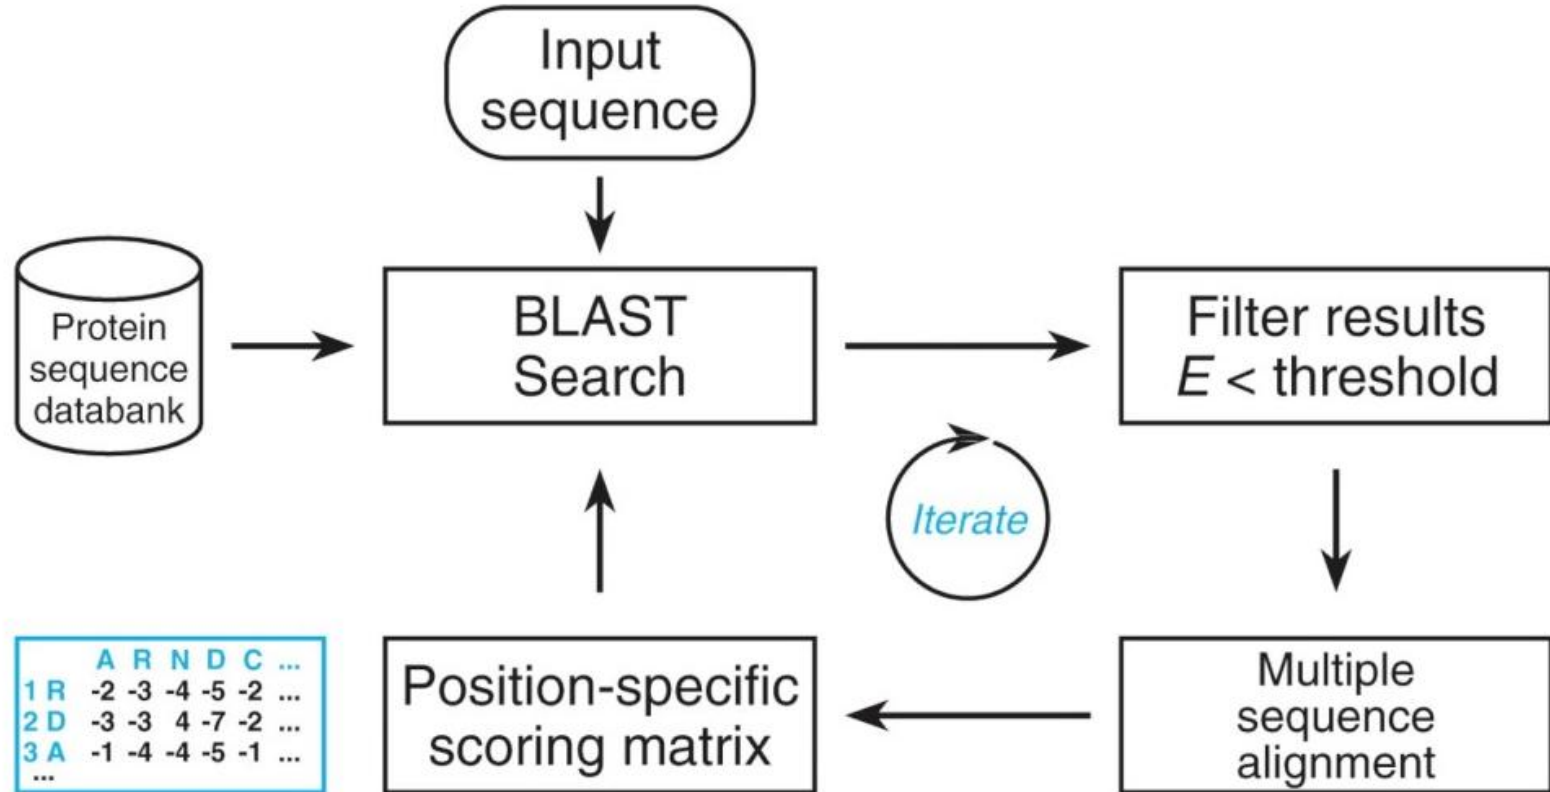 Input
sequence
Protein
sequence
databank
BLAST
Search
Filter results
E < threshold
Iterate
A R N D C ...
1 R -2 -3 -4 -5 -2 ...
2 D -3 -3 4 -7 -2 ...
3 A -1 -4 -4 -5 -1 ...
...
Position-specific
scoring matrix
Multiple
sequence
alignment